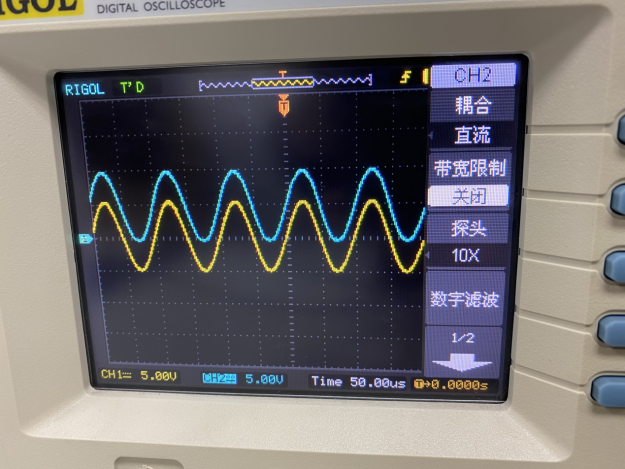 RIGOL DIGITAL OSCILLOSCOPE
RIGOL T'D T CH2
T
耦合
直流
带宽限制
关闭
探头
10X
数字滤波
1/2
CH1 5.00V CH2 5.00V Time 50.00us T→0.0000s